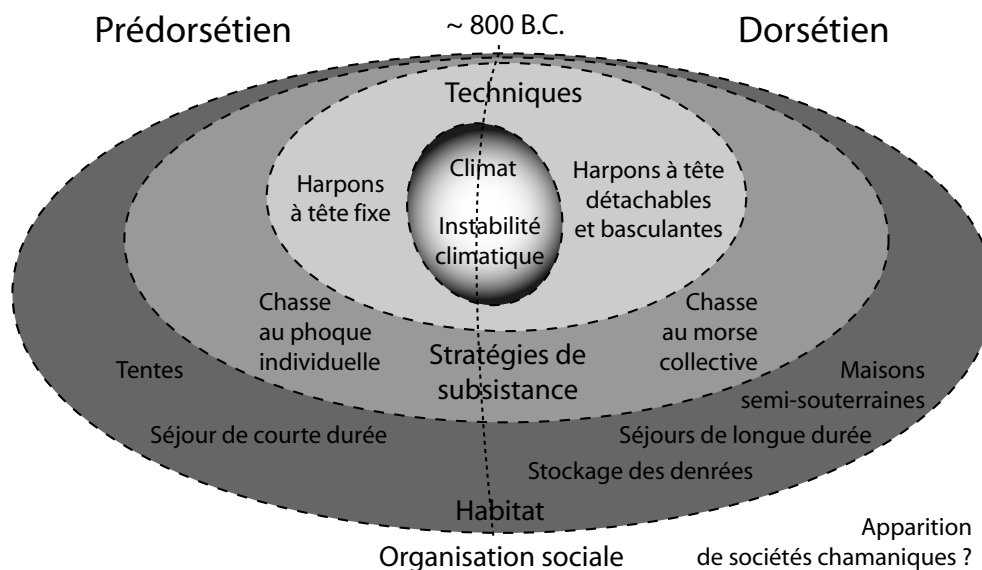 Prédorsétien
~ 800 B.C.
Dorsétien
Techniques
Climat
Instabilité
climatique
Harpons
à tête fixe
Harpons à tête
détachables
et basculantes
Chasse
au phoque
individuelle
Stratégies de
subsistance
Chasse
au morse
collective
Tentes
Maisons
semi-souterraines
Séjour de courte durée
Séjours de longue durée
Stockage des denrées
Habitat
Organisation sociale
Apparition
de sociétés chamaniques ?